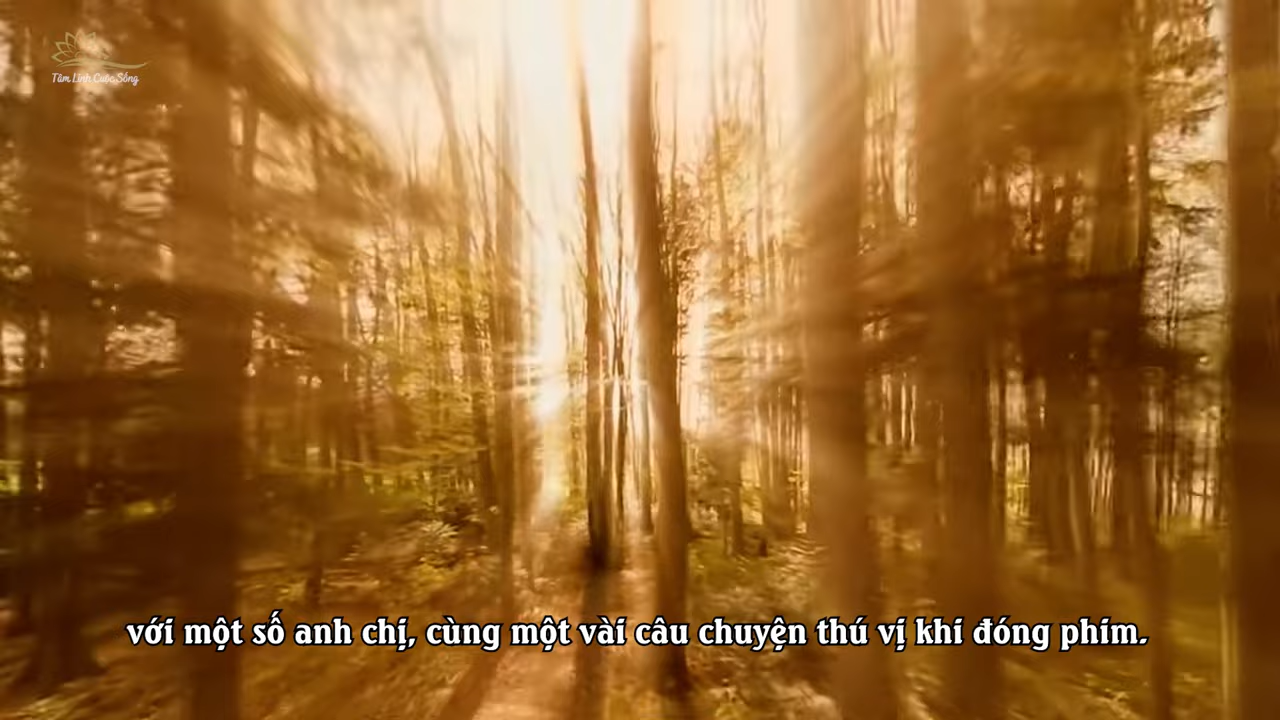 Tâm Linh Cuộc Sống
với một số anh chị, cùng một vài câu chuyện thú vị khi đóng phim.